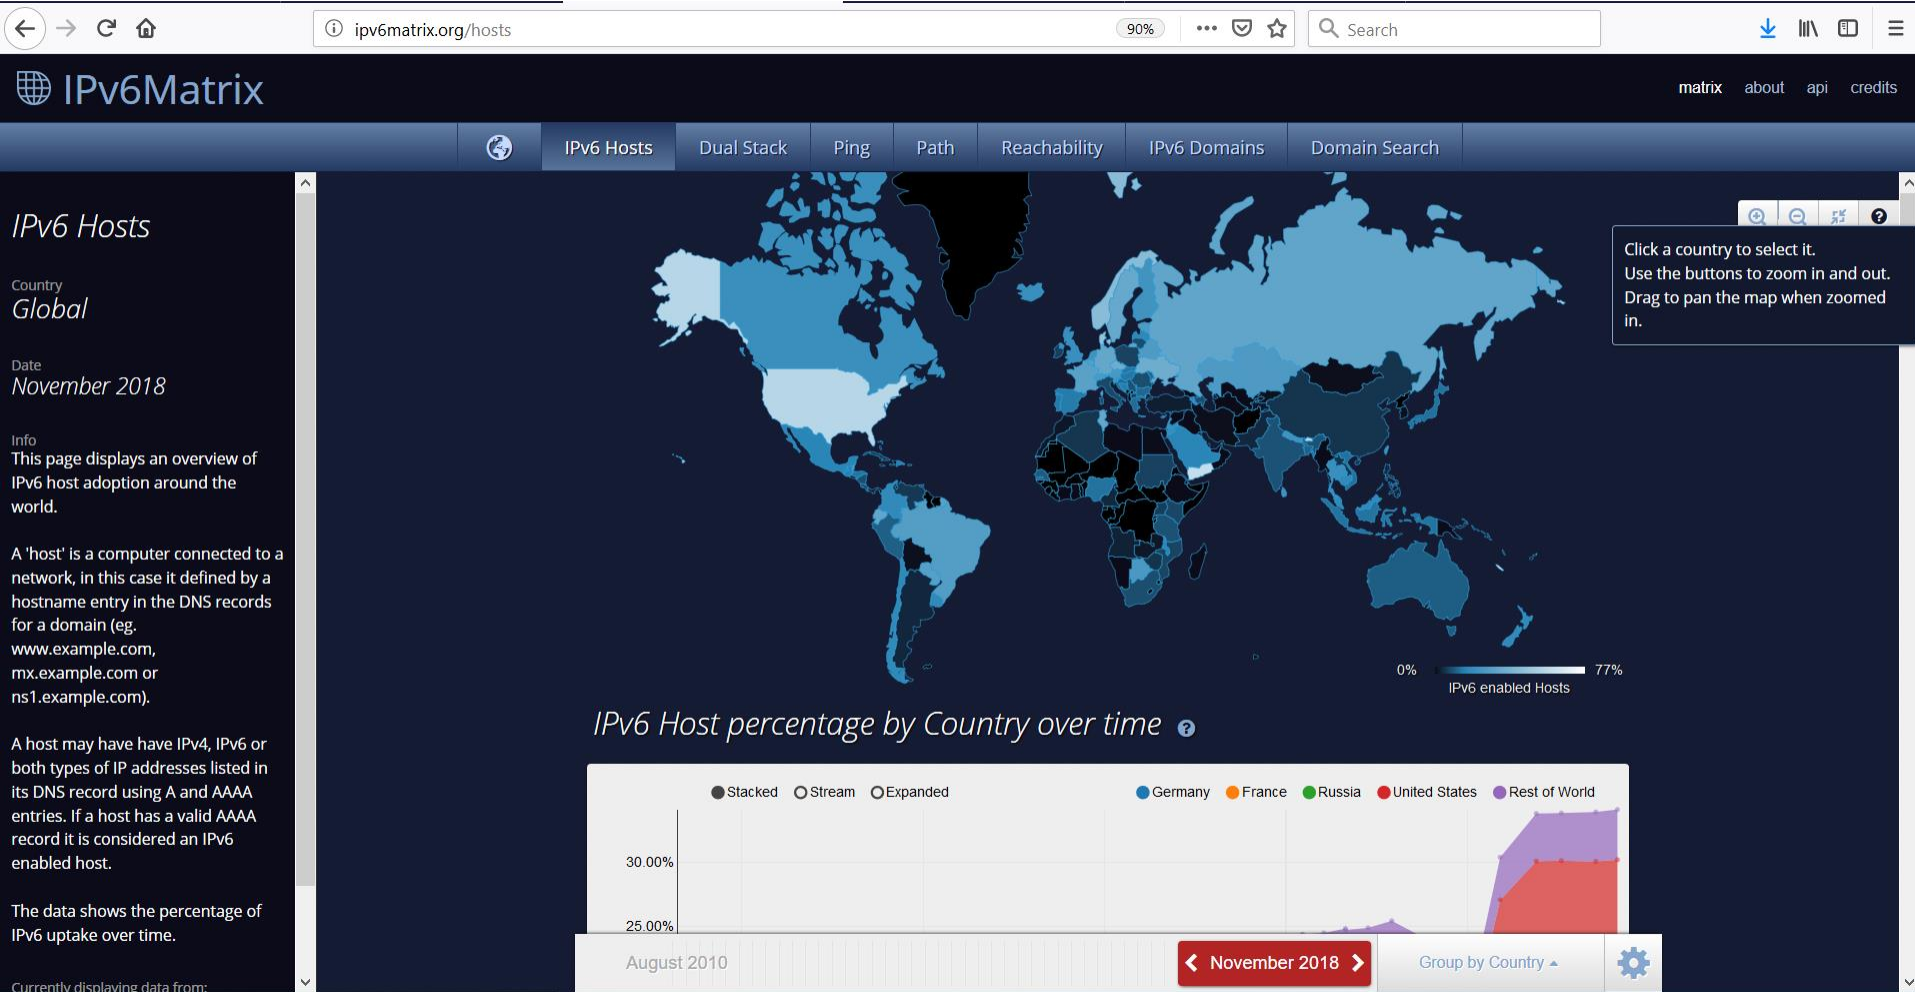 ipv6matrix.org/hosts
90%
Search
IPv6Matrix
matrix about api credits
IPv6 Hosts Dual Stack Ping Path Reachability IPv6 Domains Domain Search
IPv6 Hosts
Country
Global
Date
November 2018
Info
This page displays an overview of
IPv6 host adoption around the
world.
A 'host' is a computer connected to a
network, in this case it defined by a
hostname entry in the DNS records
for a domain (eg.
www.example.com,
mx.example.com or
ns1.example.com).
A host may have have IPv4, IPv6 or
both types of IP addresses listed in
its DNS record using A and AAAA
entries. If a host has a valid AAAA
record it is considered an IPv6
enabled host.
The data shows the percentage of
IPv6 uptake over time.
Currently displaying data from:
?
Click a country to select it.
Use the buttons to zoom in and out.
Drag to pan the map when zoomed
in.
0% 77%
IPv6 enabled Hosts
IPv6 Host percentage by Country over time ?
Stacked Stream Expanded Germany France Russia United States Rest of World
30.00%
25.00%
August 2010 November 2018 Group by Country